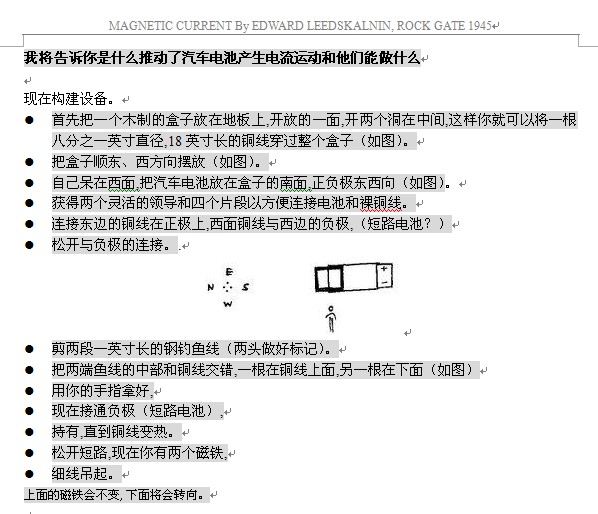 MAGNETIC CURRENT By EDWARD LEEDSKALNIN, ROCK GATE 1945
我将告诉你是什么推动了汽车电池产生电流运动和他们能做什么
现在构建设备。
● 首先把一个木制的盒子放在地板上,开放的一面,开两个洞在中间,这样你就可以将一根
八分之一英寸直径,18 英寸长的铜线穿过整个盒子（如图）。
● 把盒子顺东、西方向摆放（如图）。
● 自己呆在西面,把汽车电池放在盒子的南面,正负极东西向（如图）。
● 获得两个灵活的领导和四个片段以方便连接电池和裸铜线。
● 连接东边的铜线在正极上,西面铜线与西边的负极,（短路电池？）
● 松开与负极的连接。.
E
N S
W
+
−
● 剪两段一英寸长的钢钓鱼线（两头做好标记）。
● 把两端鱼线的中部和铜线交错,一根在铜线上面,另一根在下面（如图）
● 用你的手指拿好,
● 现在接通负极（短路电池）,
● 持有,直到铜线变热。
● 松开短路,现在你有两个磁铁,
● 细线吊起。
上面的磁铁会不变,下面将会转向。